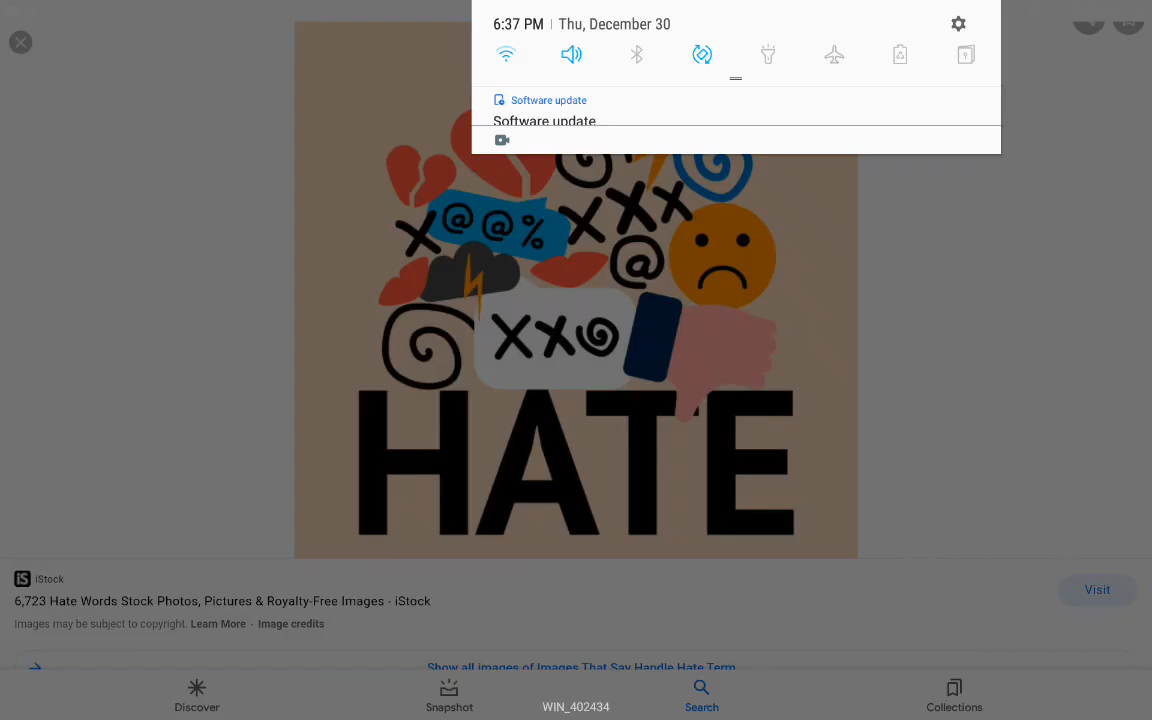 6:37 PM | Thu, December 30
Software update
Software update
X@@%
XXX
@
XX
HATE
iS iStock
6,723 Hate Words Stock Photos, Pictures & Royalty-Free Images - iStock
Visit
Images may be subject to copyright. Learn More - Image credits
Show all images of Images That Say Handle Hate Term
Discover
Snapshot
Search
Collections
WIN_402434